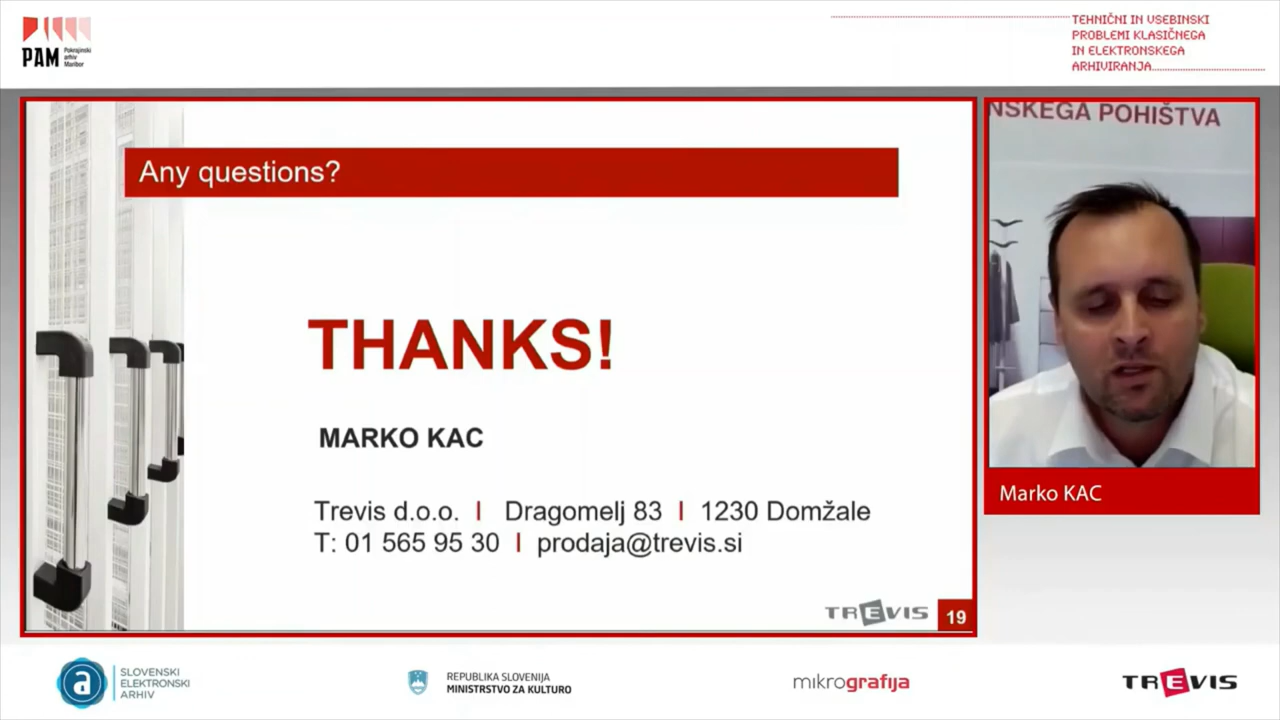 PAM
Pokrajinski
arhiv
Maribor
TEHNIČNI IN VSEBINSKI
PROBLEMI KLASIČNEGA
IN ELEKTRONSKEGA
ARHIVIRANJA
Any questions?
THANKS!
MARKO KAC
Trevis d.o.o. | Dragomelj 83 | 1230 Domžale
T: 01 565 95 30 | prodaja@trevis.si
TREVIS
19
NSKEGA POHIŠTVA
Marko KAC
a
SLOVENSKI
ELEKTRONSKI
ARHIV
REPUBLIKA SLOVENIJA
MINISTRSTVO ZA KULTURO
mikrografija
TREVIS